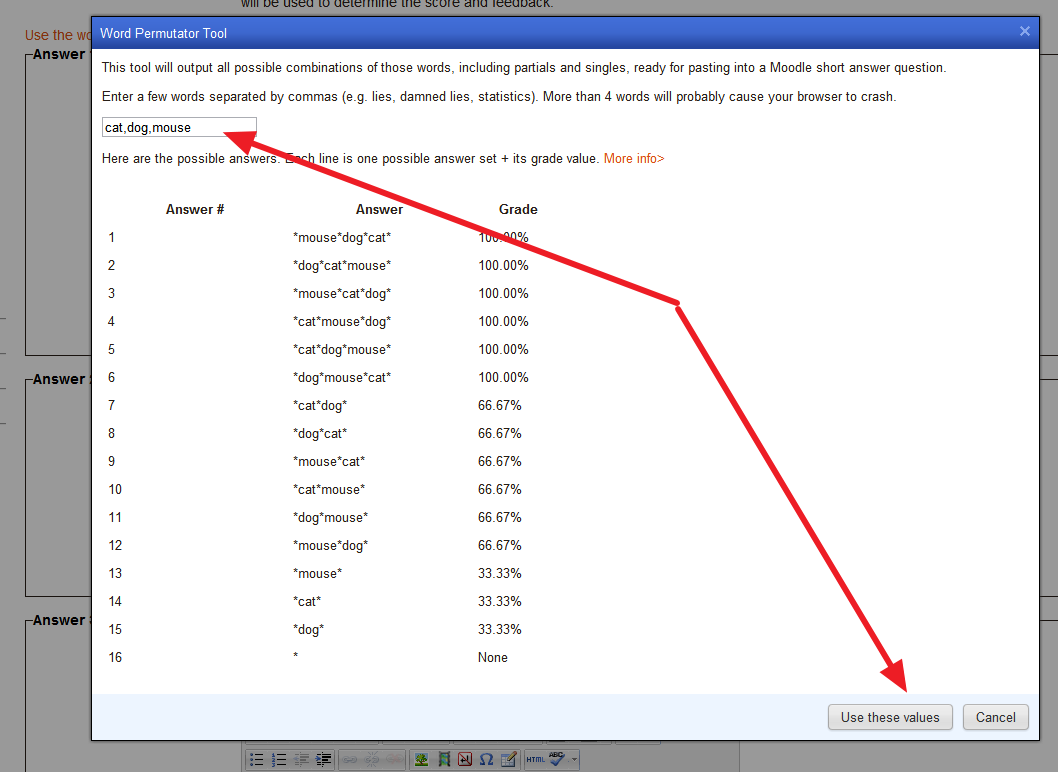 will be used to determine the score and feedback.
Use the wo
Answer
Word Permutator Tool
This tool will output all possible combinations of those words, including partials and singles, ready for pasting into a Moodle short answer question.
Enter a few words separated by commas (e.g. lies, damned lies, statistics). More than 4 words will probably cause your browser to crash.
cat,dog,mouse
Here are the possible answers. Each line is one possible answer set + its grade value. More info>
Answer # Answer Grade
1 *mouse*dog*cat* 100.00%
2 *dog*cat*mouse* 100.00%
3 *mouse*cat*dog* 100.00%
4 *cat*mouse*dog* 100.00%
5 *cat*dog*mouse* 100.00%
6 *dog*mouse*cat* 100.00%
7 *cat*dog* 66.67%
8 *dog*cat* 66.67%
9 *mouse*cat* 66.67%
10 *cat*mouse* 66.67%
11 *dog*mouse* 66.67%
12 *mouse*dog* 66.67%
13 *mouse* 33.33%
14 *cat* 33.33%
15 *dog* 33.33%
16 * None
Answer
Answer
Use these values Cancel
HTML ABC